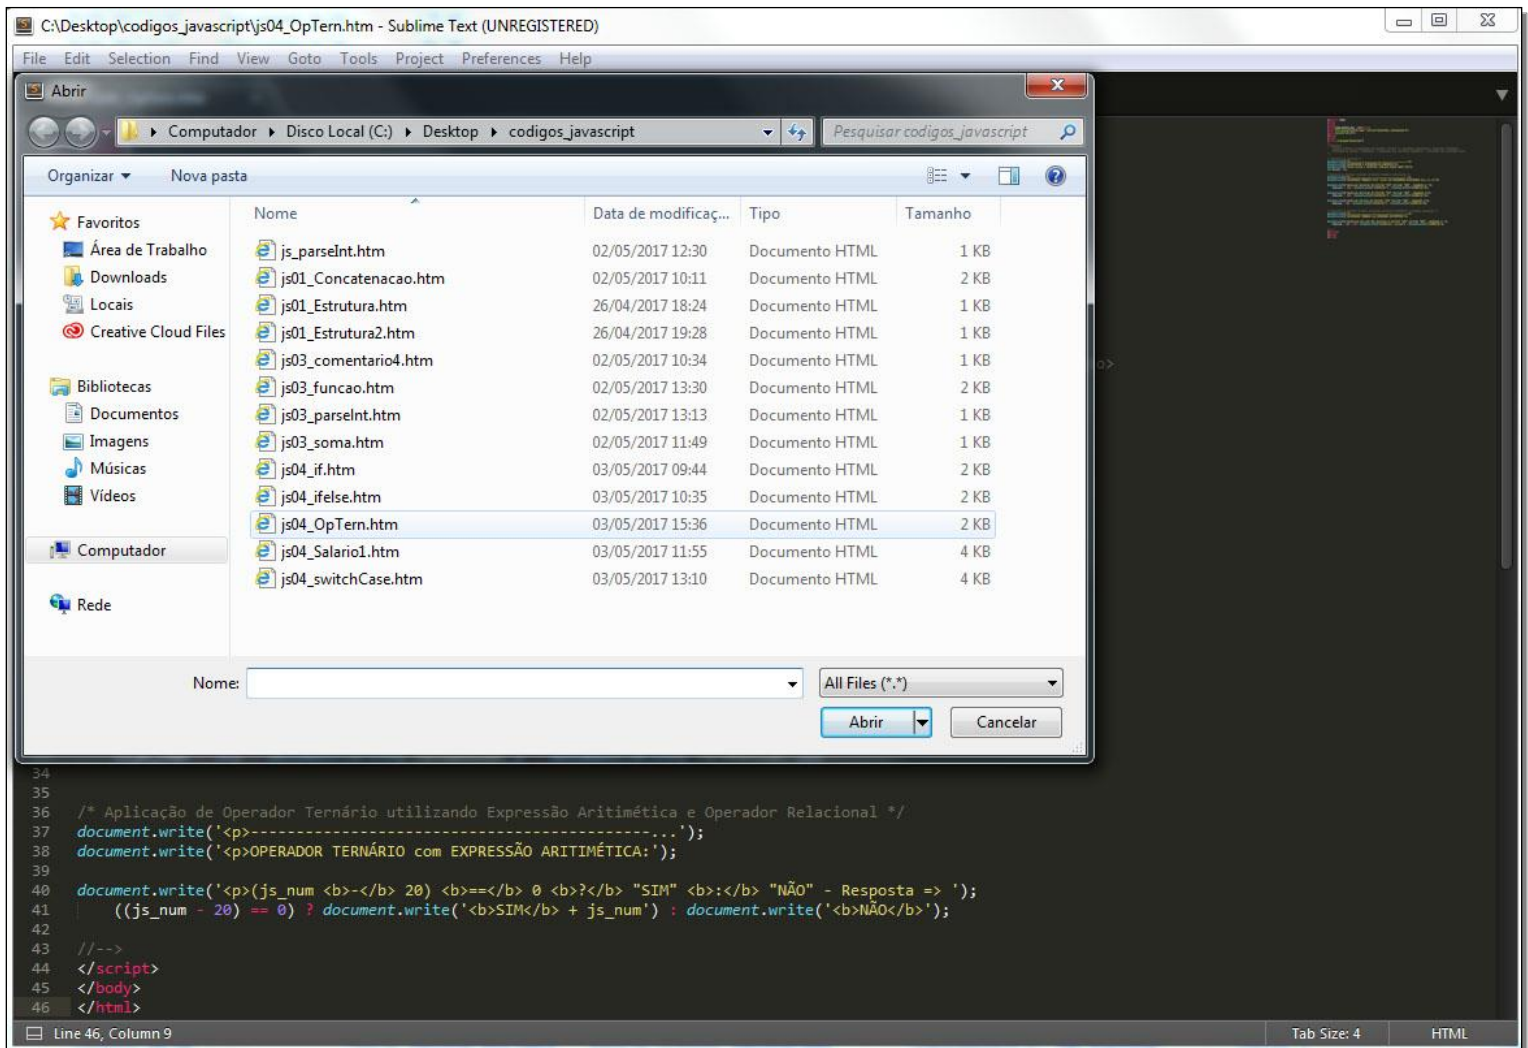 C:\Desktop\codigos_javascript\js04_OpTern.htm - Sublime Text (UNREGISTERED)
File Edit Selection Find View Goto Tools Project Preferences Help
Abrir
Computador Disco Local (C:) Desktop codigos_javascript Pesquisar codigos_javascript
Organizar Nova pasta
Favoritos
Área de Trabalho
Downloads
Locais
Creative Cloud Files
Bibliotecas
Documentos
Imagens
Músicas
Vídeos
Computador
Rede
Nome Data de modificaç... Tipo Tamanho
js_parseInt.htm 02/05/2017 12:30 Documento HTML 1 KB
js01_Concatenacao.htm 02/05/2017 10:11 Documento HTML 2 KB
js01_Estrutura.htm 26/04/2017 18:24 Documento HTML 1 KB
js01_Estrutura2.htm 26/04/2017 19:28 Documento HTML 1 KB
js03_comentario4.htm 02/05/2017 10:34 Documento HTML 1 KB
js03_funcao.htm 02/05/2017 13:30 Documento HTML 2 KB
js03_parseInt.htm 02/05/2017 13:13 Documento HTML 1 KB
js03_soma.htm 02/05/2017 11:49 Documento HTML 1 KB
js04_if.htm 03/05/2017 09:44 Documento HTML 2 KB
js04_ifelse.htm 03/05/2017 10:35 Documento HTML 2 KB
js04_OpTern.htm 03/05/2017 15:36 Documento HTML 2 KB
js04_Salario1.htm 03/05/2017 11:55 Documento HTML 4 KB
js04_switchCase.htm 03/05/2017 13:10 Documento HTML 4 KB
o>
Nome: All Files (*.*)
Abrir Cancelar
34
35
36 /* Aplicação de Operador Ternário utilizando Expressão Aritimética e Operador Relacional */
37 document.write('<p>--------------------------------------------...');
38 document.write('<p>OPERADOR TERNÁRIO com EXPRESSÃO ARITIMÉTICA:');
39
40 document.write('<p>(js_num <b>-</b> 20) <b>==</b> 0 <b>?</b> "SIM" <b>:</b> "NÃO" - Resposta => ');
41 ((js_num - 20) == 0) ? document.write('<b>SIM</b> + js_num') : document.write('<b>NÃO</b>');
42
43 //-->
44 </script>
45 </body>
46 </html>
Line 46, Column 9 Tab Size: 4 HTML